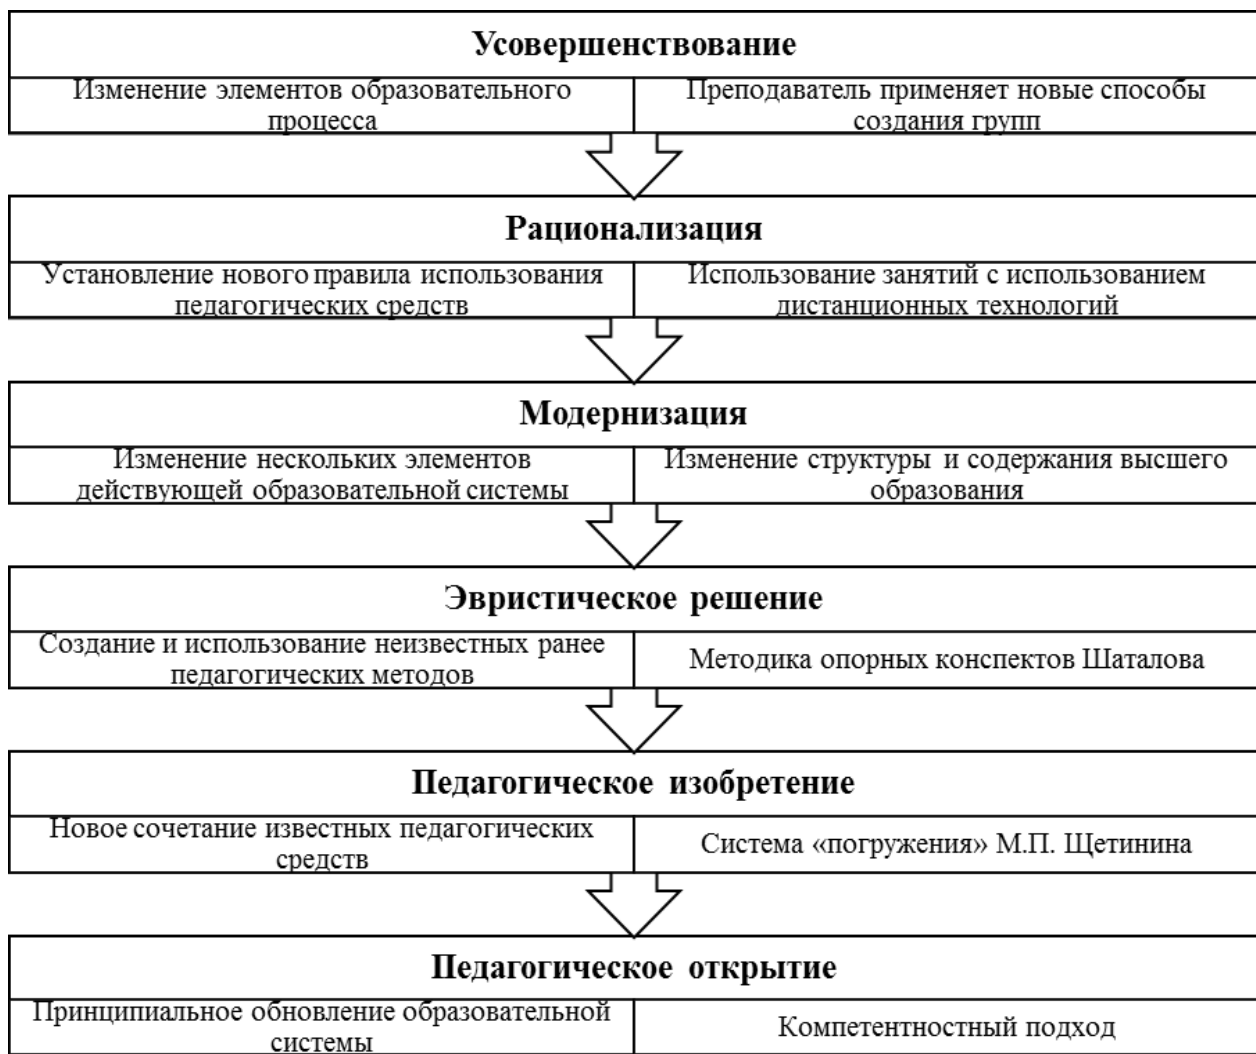 Усовершенствование
Изменение элементов образовательного
процесса
Преподаватель применяет новые способы
создания групп
Рационализация
Установление нового правила использования
педагогических средств
Использование занятий с использованием
дистанционных технологий
Модернизация
Изменение нескольких элементов
действующей образовательной системы
Изменение структуры и содержания высшего
образования
Эвристическое решение
Создание и использование неизвестных ранее
педагогических методов
Методика опорных конспектов Шаталова
Педагогическое изобретение
Новое сочетание известных педагогических
средств
Система «погружения» М.П. Щетинина
Педагогическое открытие
Принципиальное обновление образовательной
системы
Компетентностный подход